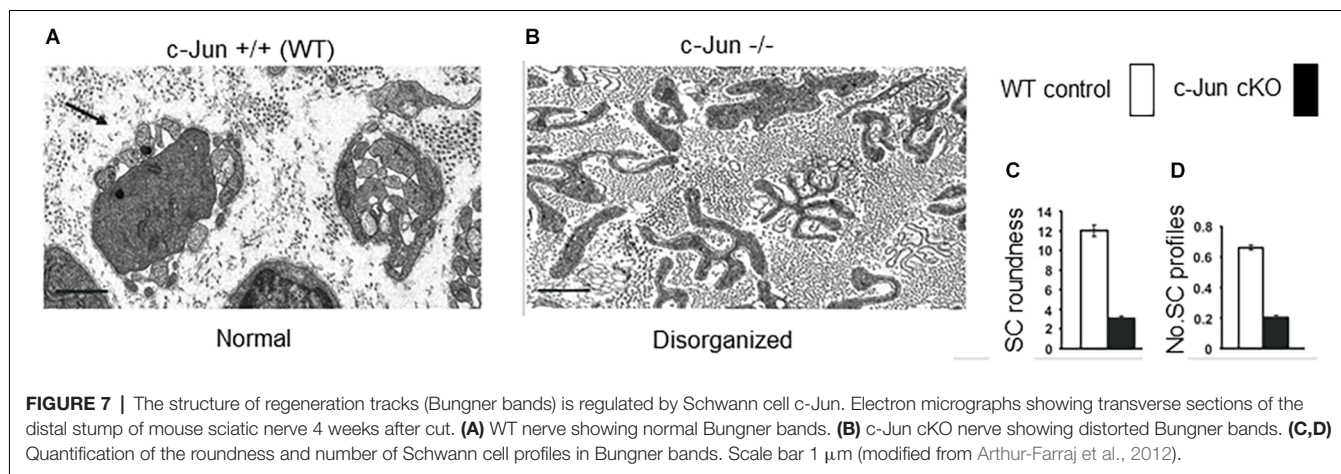 A
c-Jun +/+ (WT)
Normal
B
c-Jun -/-
Disorganized
WT control
c-Jun cKO
C
SC roundness
14
12
10
8
6
4
2
0
D
No.SC profiles
0.8
0.6
0.4
0.2
0
FIGURE 7 | The structure of regeneration tracks (Bungner bands) is regulated by Schwann cell c-Jun. Electron micrographs showing transverse sections of the
distal stump of mouse sciatic nerve 4 weeks after cut. (A) WT nerve showing normal Bungner bands. (B) c-Jun cKO nerve showing distorted Bungner bands. (C,D)
Quantification of the roundness and number of Schwann cell profiles in Bungner bands. Scale bar 1 μm (modified from Arthur-Farraj et al., 2012).